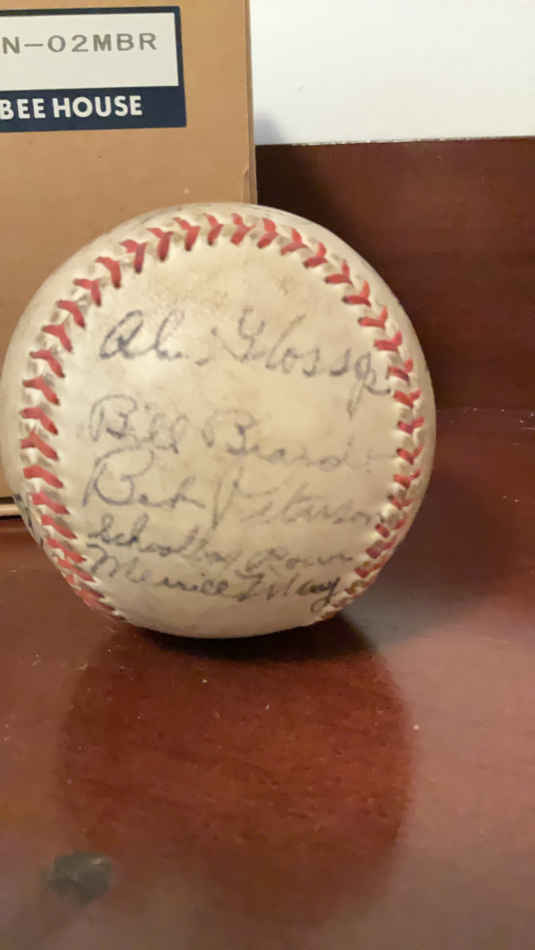 N-02MBR
BEE HOUSE
Al Glossop
Bill Brandt
Bob Peterson
Schoolboy Rowe
Merrill May